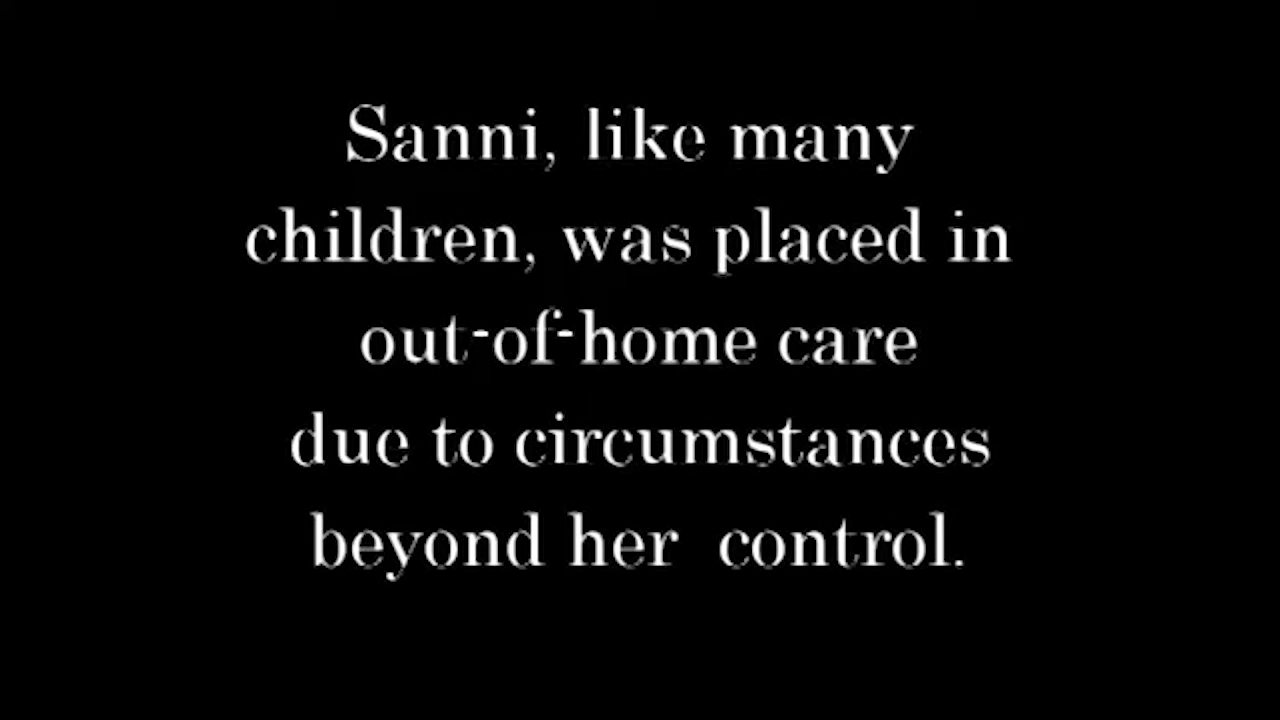 Sanni, like many
children, was placed in
out-of-home care
due to circumstances
beyond her  control.